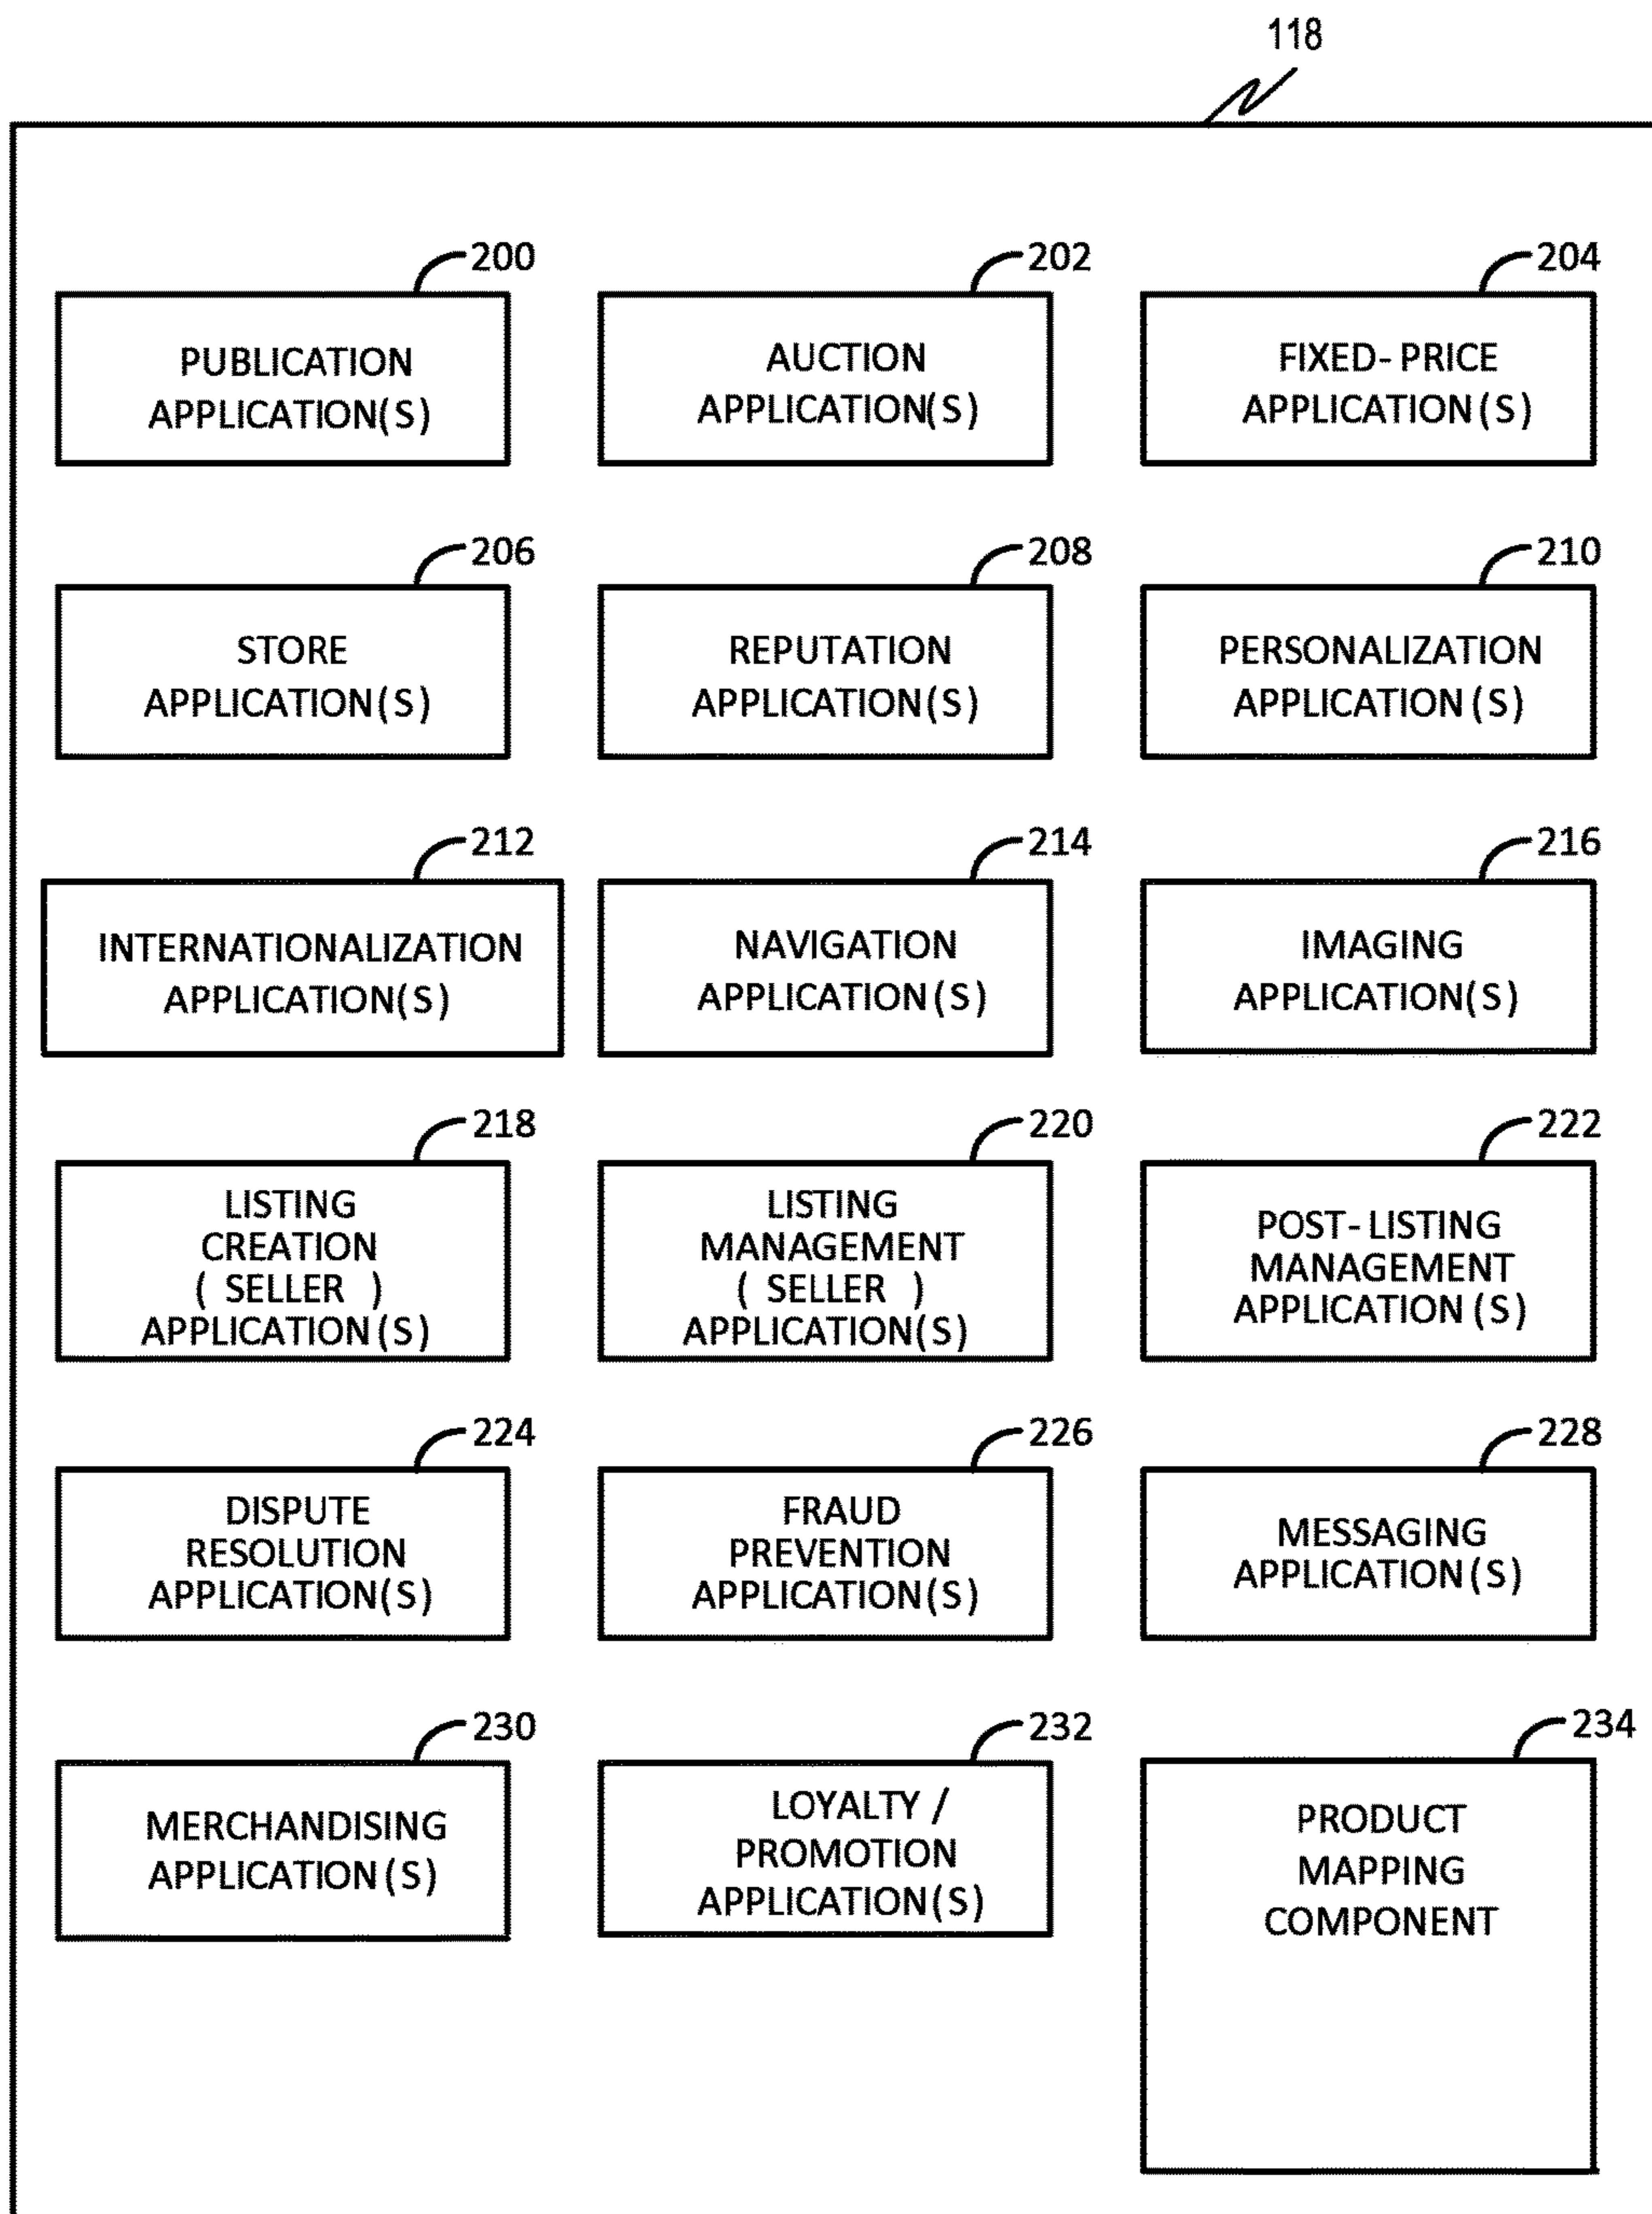 118
200
PUBLICATION
APPLICATION(S)
202
AUCTION
APPLICATION(S)
204
FIXED-PRICE
APPLICATION(S)
206
STORE
APPLICATION(S)
208
REPUTATION
APPLICATION(S)
210
PERSONALIZATION
APPLICATION(S)
212
INTERNATIONALIZATION
APPLICATION(S)
214
NAVIGATION
APPLICATION(S)
216
IMAGING
APPLICATION(S)
218
LISTING
CREATION
( SELLER )
APPLICATION(S)
220
LISTING
MANAGEMENT
( SELLER )
APPLICATION(S)
222
POST-LISTING
MANAGEMENT
APPLICATION(S)
224
DISPUTE
RESOLUTION
APPLICATION(S)
226
FRAUD
PREVENTION
APPLICATION(S)
228
MESSAGING
APPLICATION(S)
230
MERCHANDISING
APPLICATION(S)
232
LOYALTY /
PROMOTION
APPLICATION(S)
234
PRODUCT
MAPPING
COMPONENT